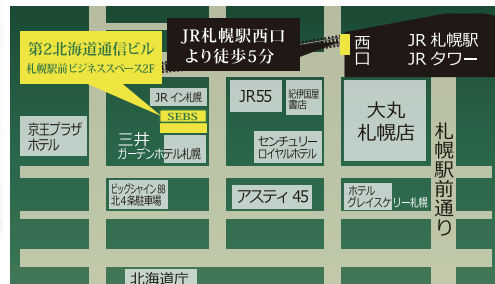 JR札幌駅西口
より徒歩5分
第2北海道通信ビル
札幌駅前ビジネススペース2F
西口
JR 札幌駅
JR タワー
JR イン札幌
JR55
紀伊国屋
書店
大丸
札幌店
SEBS
京王プラザ
ホテル
三井
ガーデンホテル札幌
センチュリー
ロイヤルホテル
札幌駅前通り
ビッグシャイン88
北4条駐車場
アスティ 45
ホテル
グレイスケリー札幌
北海道庁